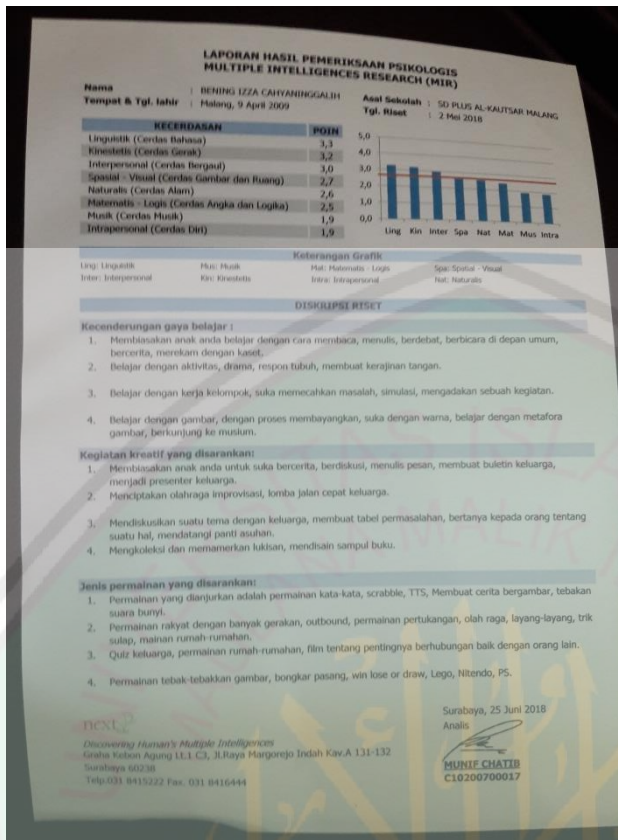 LAPORAN HASIL PEMERIKSAAN PSIKOLOGIS
MULTIPLE INTELLIGENCES RESEARCH (MIR)
Nama : BENING IZZA CAHYANINGGALIH
Tempat & Tgl. lahir : Malang, 9 April 2009
Asal Sekolah : SD PLUS AL-KAUTSAR MALANG
Tgl. Riset : 2 Mei 2018
KECERDASAN POIN
Linguistik (Cerdas Bahasa) 3,3
Kinestetis (Cerdas Gerak) 3,2
Interpersonal (Cerdas Bergaul) 3,0
Spasial - Visual (Cerdas Gambar dan Ruang) 2,7
Naturalis (Cerdas Alam) 2,6
Matematis - Logis (Cerdas Angka dan Logika) 2,5
Musik (Cerdas Musik) 1,9
Intrapersonal (Cerdas Diri) 1,9
5,0
4,0
3,0
2,0
1,0
0,0
Ling Kin Inter Spa Nat Mat Mus Intra
Keterangan Grafik
Ling: Linguistik Mus: Musik Mat: Matematis - Logis Spa: Spatial - Visual
Inter: Interpersonal Kin: Kinestetis Intra: Intrapersonal Nat: Naturalis
DISKRIPSI RISET
Kecenderungan gaya belajar :
1. Membiasakan anak anda belajar dengan cara membaca, menulis, berdebat, berbicara di depan umum,
bercerita, merekam dengan kaset.
2. Belajar dengan aktivitas, drama, respon tubuh, membuat kerajinan tangan.
3. Belajar dengan kerja kelompok, suka memecahkan masalah, simulasi, mengadakan sebuah kegiatan.
4. Belajar dengan gambar, dengan proses membayangkan, suka dengan warna, belajar dengan metafora
gambar, berkunjung ke musium.
Kegiatan kreatif yang disarankan:
1. Membiasakan anak anda untuk suka bercerita, berdiskusi, menulis pesan, membuat buletin keluarga,
menjadi presenter keluarga.
2. Menciptakan olahraga improvisasi, lomba jalan cepat keluarga.
3. Mendiskusikan suatu tema dengan keluarga, membuat tabel permasalahan, bertanya kepada orang tentang
suatu hal, mendatangi panti asuhan.
4. Mengkoleksi dan memamerkan lukisan, mendisain sampul buku.
Jenis permainan yang disarankan:
1. Permainan yang dianjurkan adalah permainan kata-kata, scrabble, TTS, Membuat cerita bergambar, tebakan
suara bunyi.
2. Permainan rakyat dengan banyak gerakan, outbound, permainan pertukangan, olah raga, layang-layang, trik
sulap, mainan rumah-rumahan.
3. Quiz keluarga, permainan rumah-rumahan, film tentang pentingnya berhubungan baik dengan orang lain.
4. Permainan tebak-tebakkan gambar, bongkar pasang, win lose or draw, Lego, Nitendo, PS.
Surabaya, 25 Juni 2018
Analis
next
Discovering Human's Multiple Intelligences
Graha Kebon Agung Lt.1 C3, Jl.Raya Margorejo Indah Kav.A 131-132
Surabaya 60238
Telp.031 8415222 Fax. 031 8416444
MUNIF CHATIB
C10200700017